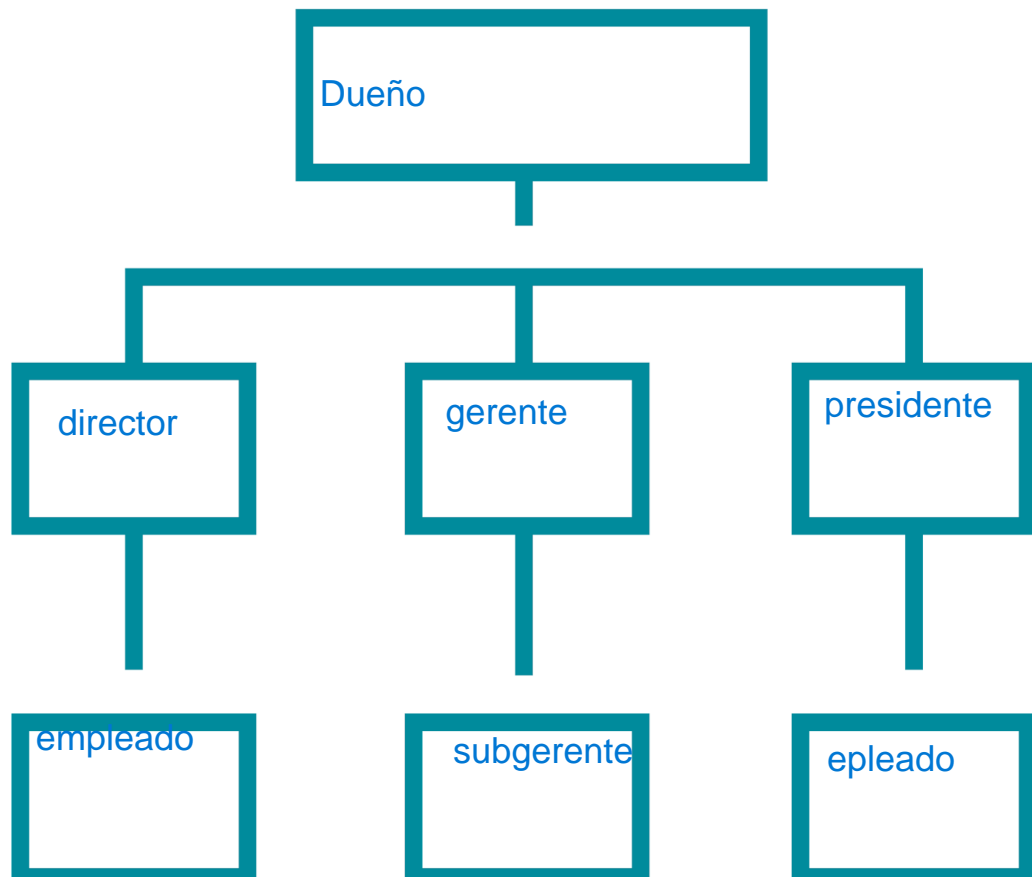 Dueño
director
gerente
presidente
empleado
subgerente
epleado